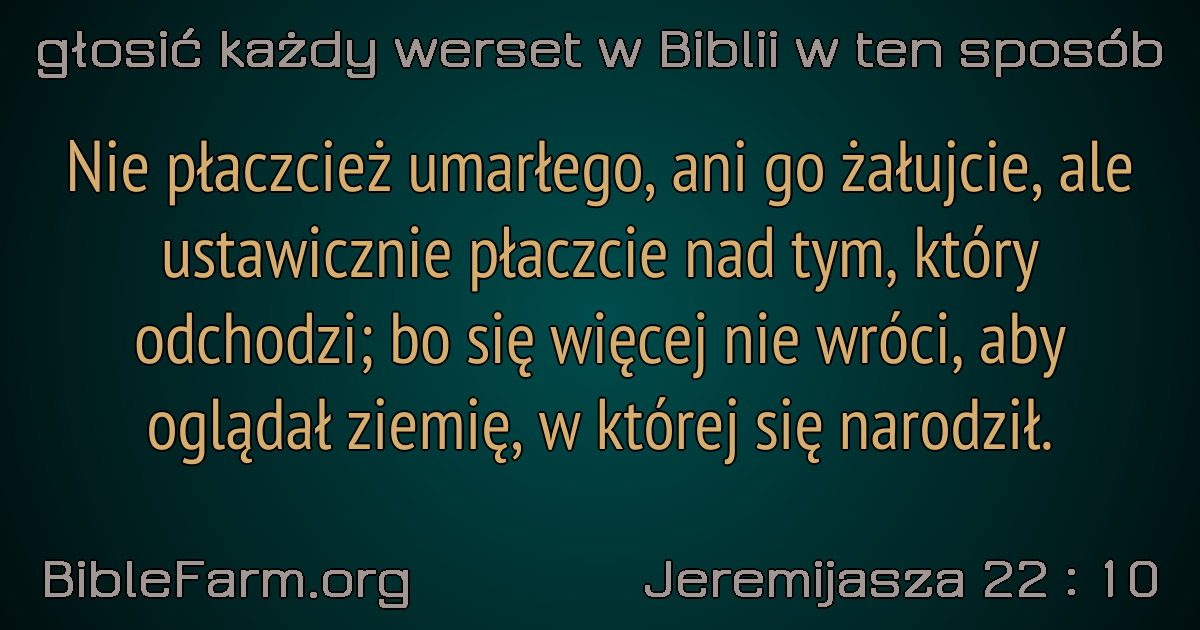 głosić każdy werset w Biblii w ten sposób
Nie płaczcież umarłego, ani go żałujcie, ale
ustawicznie płaczcie nad tym, który
odchodzi; bo się więcej nie wróci, aby
oglądał ziemię, w której się narodził.
BibleFarm.org
Jeremijasza 22 : 10